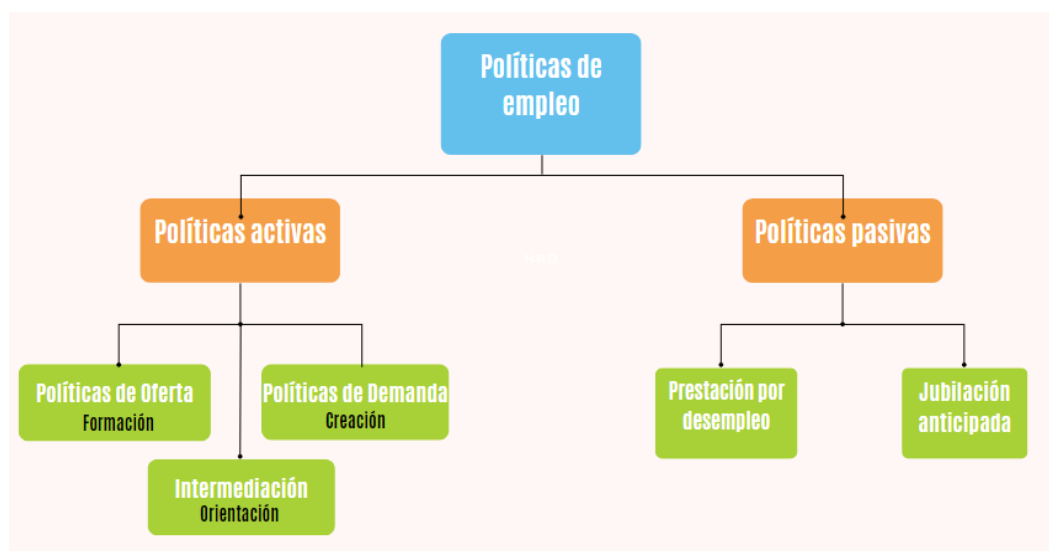 Políticas de
empleo
Políticas activas
Políticas pasivas
Políticas de Oferta
Formación
Políticas de Demanda
Creación
Intermediación
Orientación
Prestación por
desempleo
Jubilación
anticipada